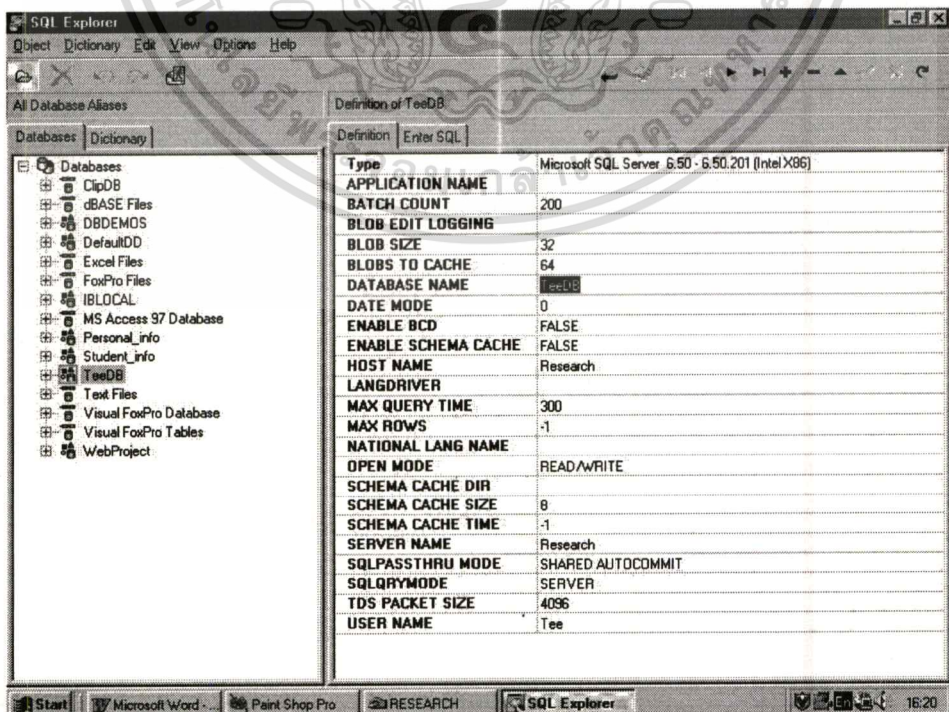 SQL Explorer
Object Dictionary Edit View Options Help
All Database Aliases
Definition of TeeDB
Databases Dictionary
Definition Enter SQL
Databases
ClipDB
dBASE Files
DBDEMOS
DefaultDD
Excel Files
FoxPro Files
IBLOCAL
MS Access 97 Database
Personal_info
Student_info
TeeDB
Text Files
Visual FoxPro Database
Visual FoxPro Tables
WebProject
Type Microsoft SQL Server 6.50 - 6.50.201 (Intel X86)
APPLICATION NAME
BATCH COUNT 200
BLOB EDIT LOGGING
BLOB SIZE 32
BLOBS TO CACHE 64
DATABASE NAME TeeDB
DATE MODE 0
ENABLE BCD FALSE
ENABLE SCHEMA CACHE FALSE
HOST NAME Research
LANGDRIVER
MAX QUERY TIME 300
MAX ROWS -1
NATIONAL LANG NAME
OPEN MODE READ/WRITE
SCHEMA CACHE DIR
SCHEMA CACHE SIZE 8
SCHEMA CACHE TIME -1
SERVER NAME Research
SQLPASSTHRU MODE SHARED AUTOCOMMIT
SQLQRYMODE SERVER
TDS PACKET SIZE 4096
USER NAME Tee
Start Microsoft Word - ... Paint Shop Pro RESEARCH SQL Explorer En 16:20